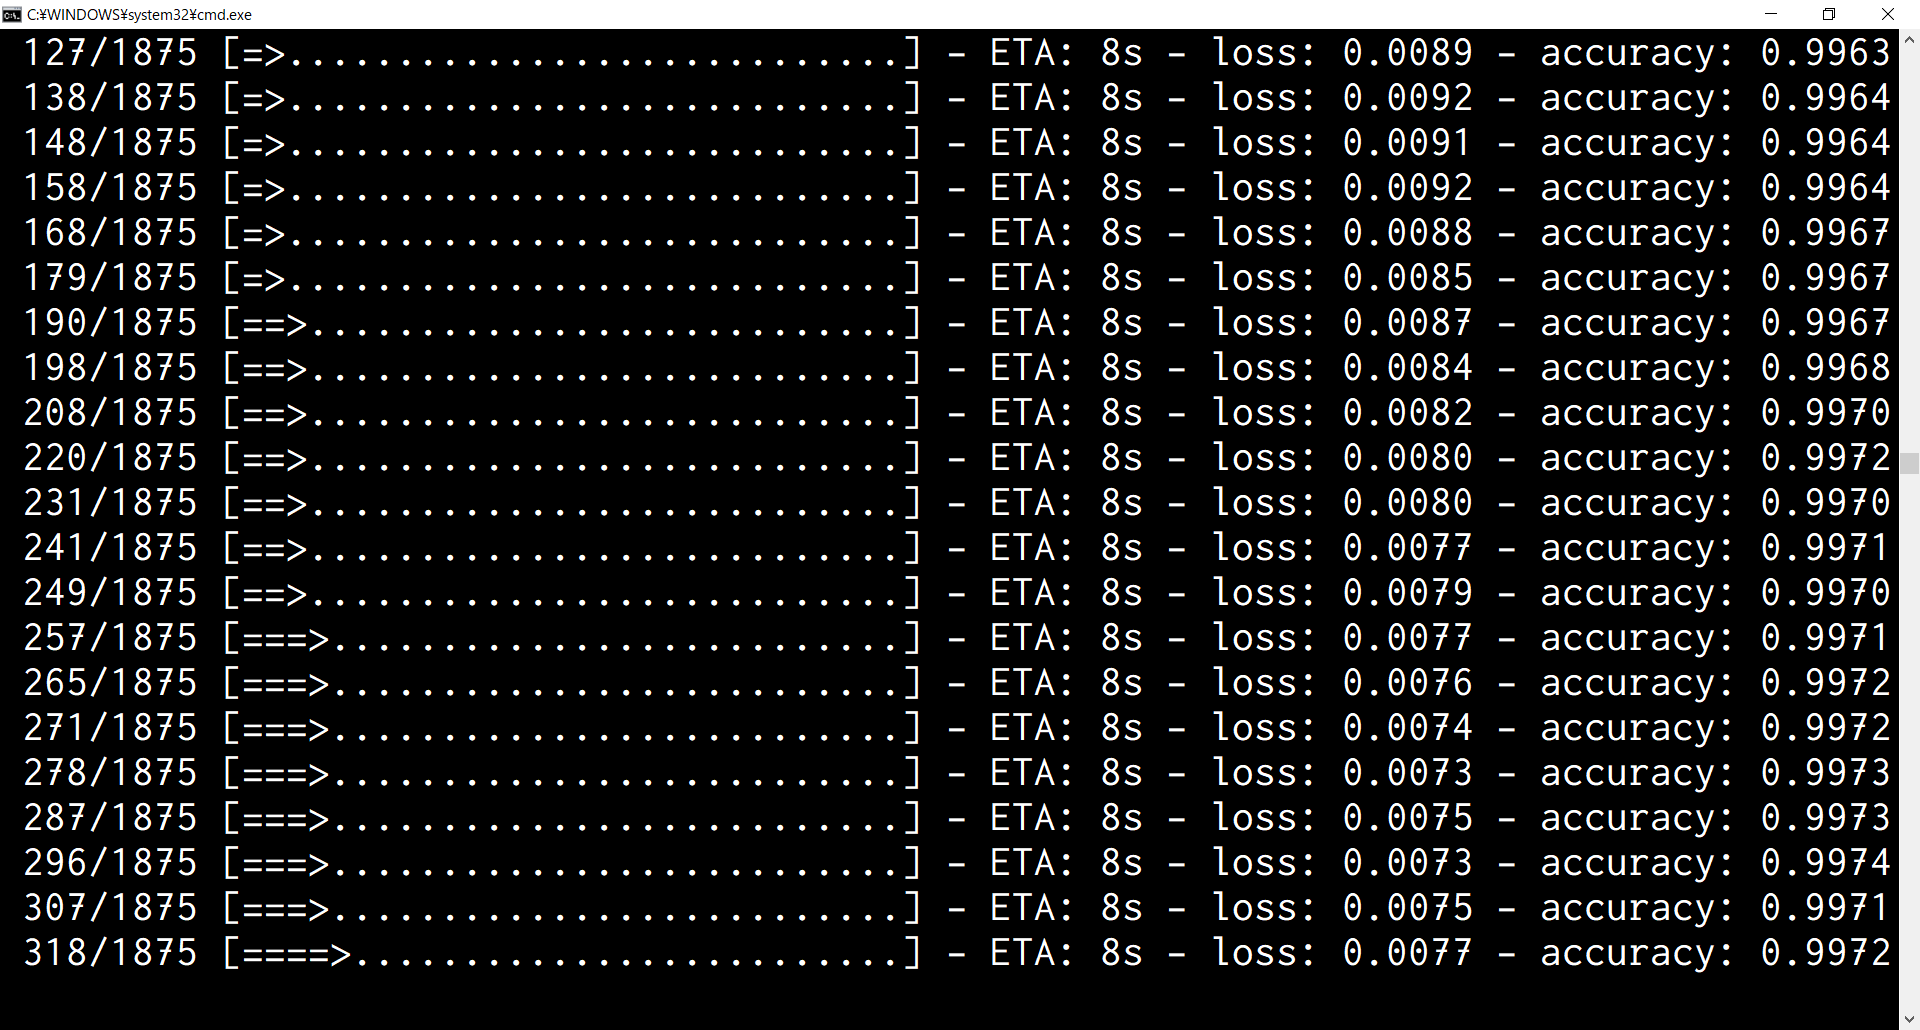 C:¥WINDOWS¥system32¥cmd.exe
127/1875 [=>............................] - ETA: 8s - loss: 0.0089 - accuracy: 0.9963
138/1875 [=>............................] - ETA: 8s - loss: 0.0092 - accuracy: 0.9964
148/1875 [=>............................] - ETA: 8s - loss: 0.0091 - accuracy: 0.9964
158/1875 [=>............................] - ETA: 8s - loss: 0.0092 - accuracy: 0.9964
168/1875 [=>............................] - ETA: 8s - loss: 0.0088 - accuracy: 0.9967
179/1875 [=>............................] - ETA: 8s - loss: 0.0085 - accuracy: 0.9967
190/1875 [==>...........................] - ETA: 8s - loss: 0.0087 - accuracy: 0.9967
198/1875 [==>...........................] - ETA: 8s - loss: 0.0084 - accuracy: 0.9968
208/1875 [==>...........................] - ETA: 8s - loss: 0.0082 - accuracy: 0.9970
220/1875 [==>...........................] - ETA: 8s - loss: 0.0080 - accuracy: 0.9972
231/1875 [==>...........................] - ETA: 8s - loss: 0.0080 - accuracy: 0.9970
241/1875 [==>...........................] - ETA: 8s - loss: 0.0077 - accuracy: 0.9971
249/1875 [==>...........................] - ETA: 8s - loss: 0.0079 - accuracy: 0.9970
257/1875 [===>..........................] - ETA: 8s - loss: 0.0077 - accuracy: 0.9971
265/1875 [===>..........................] - ETA: 8s - loss: 0.0076 - accuracy: 0.9972
271/1875 [===>..........................] - ETA: 8s - loss: 0.0074 - accuracy: 0.9972
278/1875 [===>..........................] - ETA: 8s - loss: 0.0073 - accuracy: 0.9973
287/1875 [===>..........................] - ETA: 8s - loss: 0.0075 - accuracy: 0.9973
296/1875 [===>..........................] - ETA: 8s - loss: 0.0073 - accuracy: 0.9974
307/1875 [===>..........................] - ETA: 8s - loss: 0.0075 - accuracy: 0.9971
318/1875 [====>.........................] - ETA: 8s - loss: 0.0077 - accuracy: 0.9972